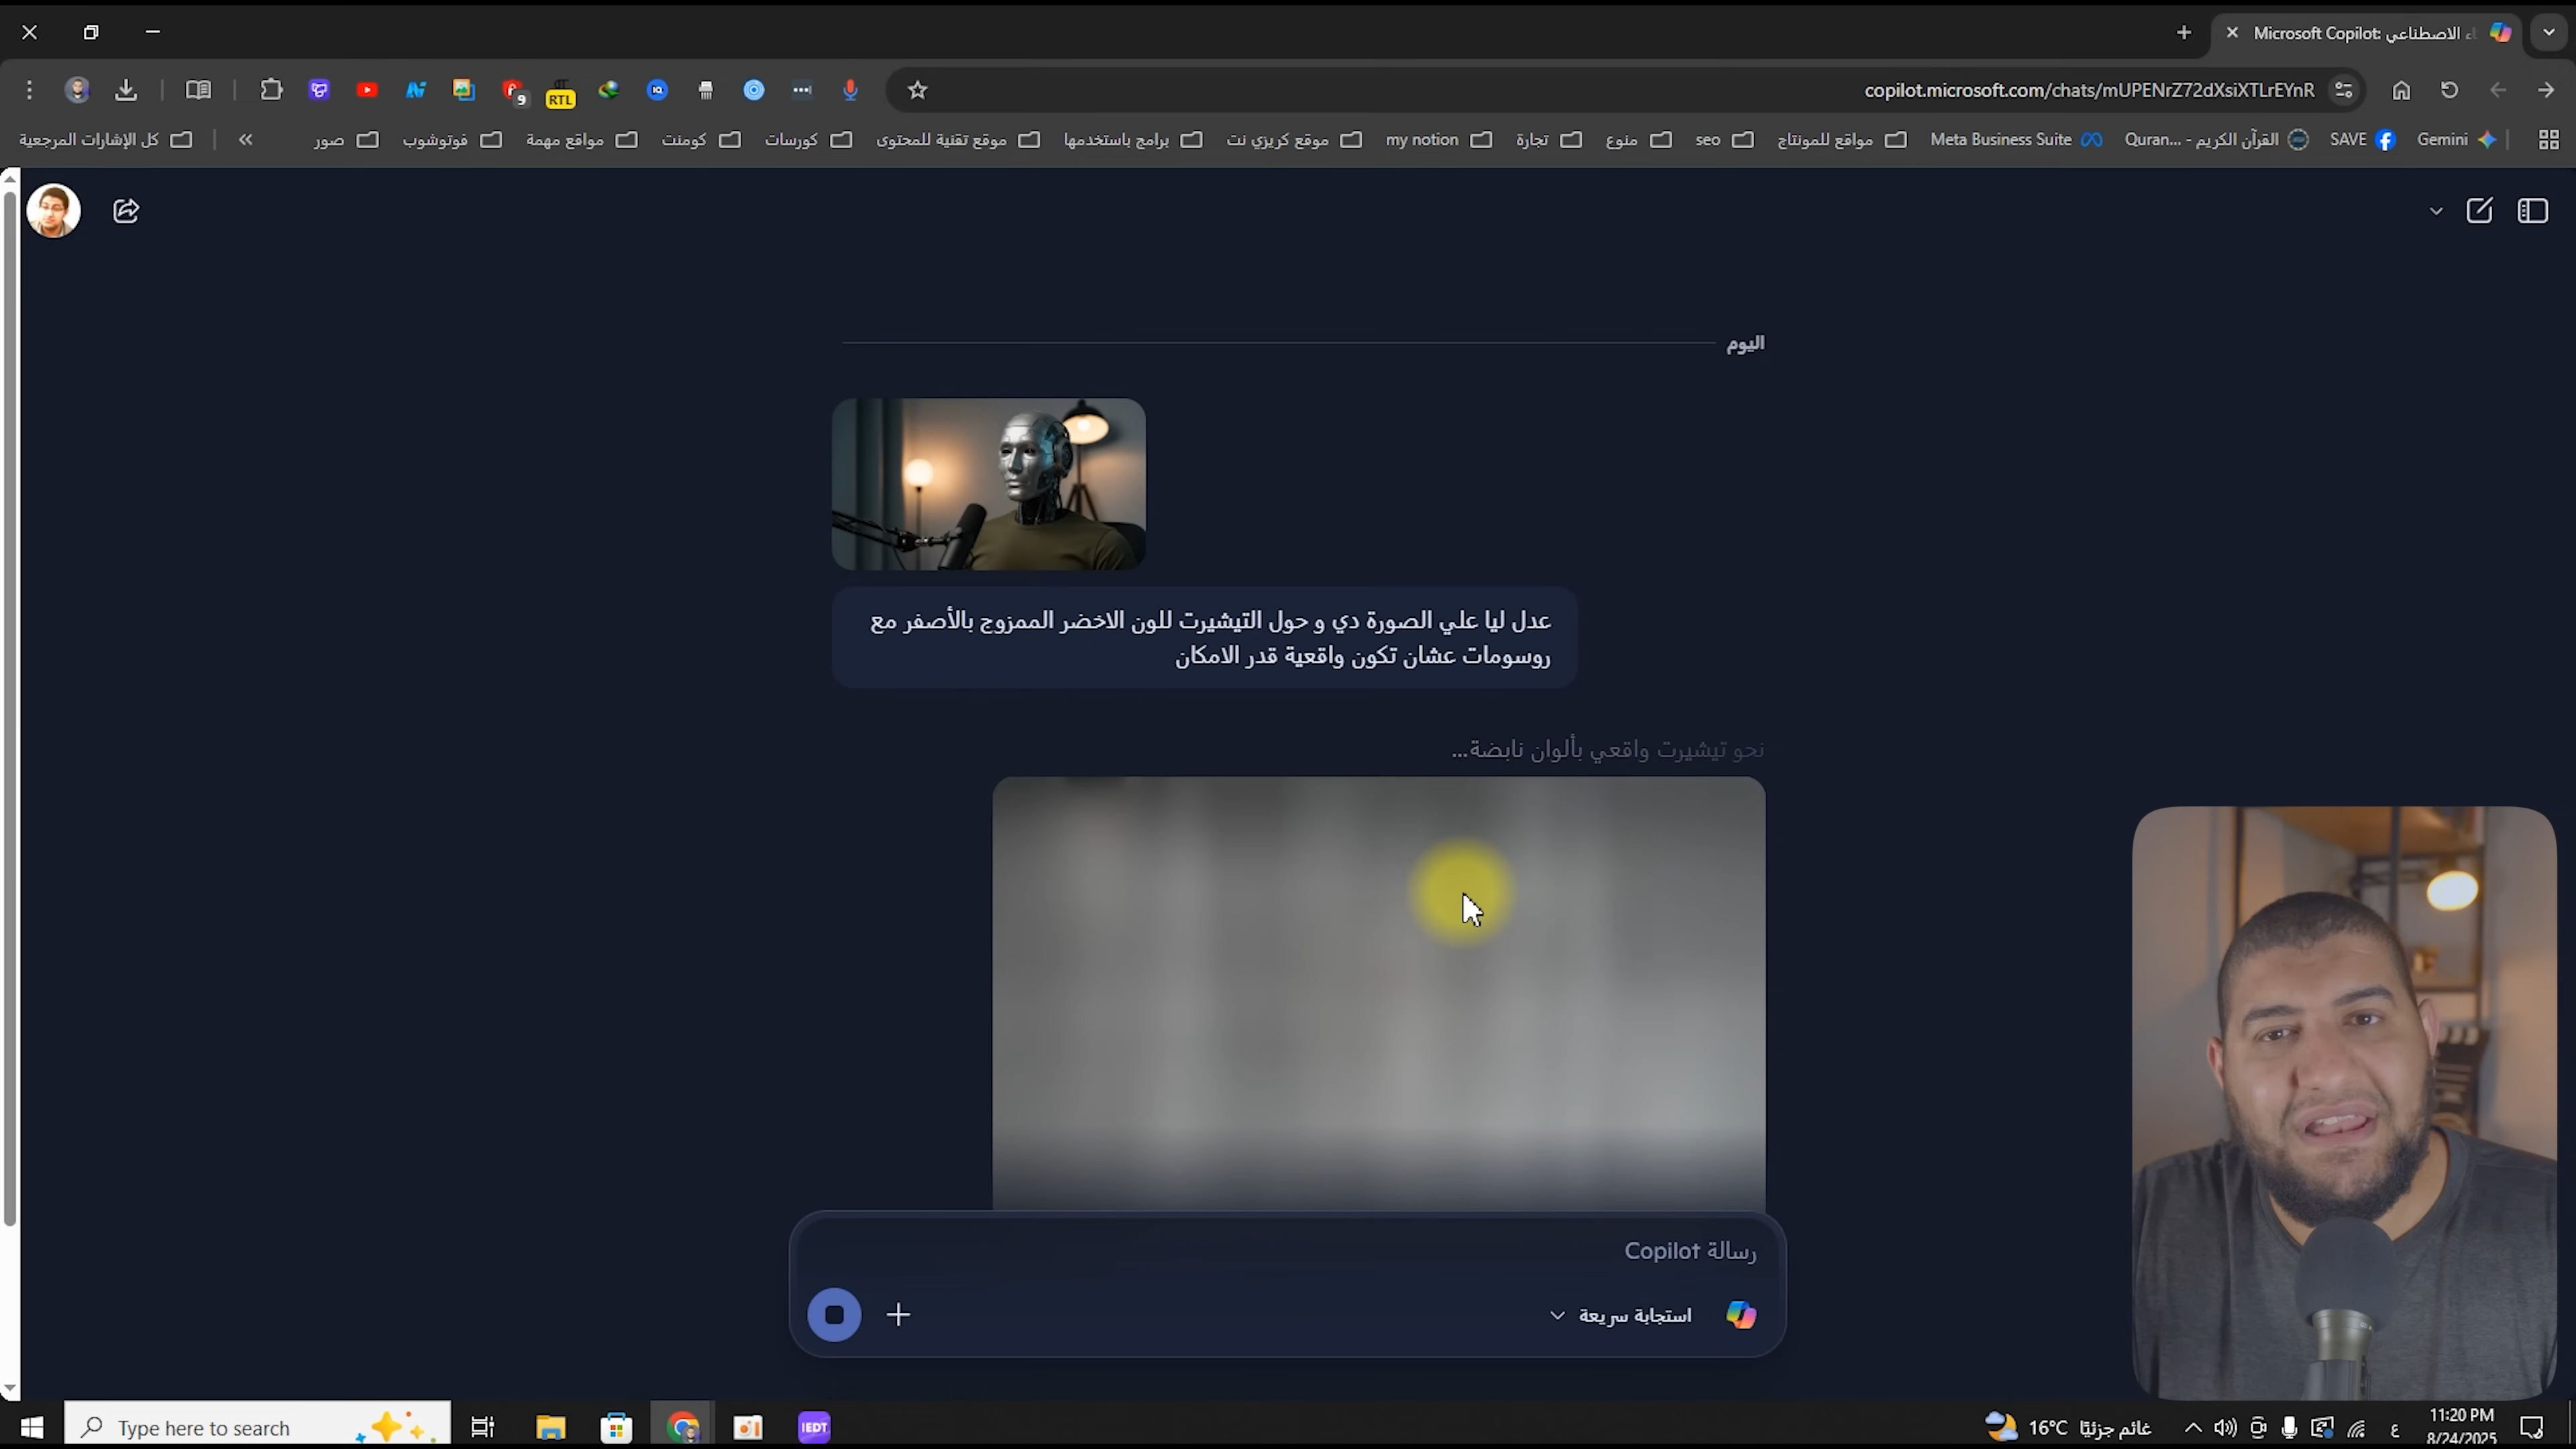 Microsoft Copilot: ء الاصطناعي
copilot.microsoft.com/chats/mUPENrZ72dXsiXTLrEYnR
RTL
9
Gemini
SAVE
القرآن الكريم - ...Quran
Meta Business Suite
مواقع للمونتاج
seo
منوع
تجارة
my notion
موقع كريزي نت
برامج باستخدمها
موقع تقنية للمحتوى
كورسات
كومنت
مواقع مهمة
فوتوشوب
صور
»
كل الإشارات المرجعية
اليوم
عدل ليا علي الصورة دي و حول التيشيرت للون الاخضر الممزوج بالأصفر مع
روسومات عشان تكون واقعية قدر الامكان
نحو تيشيرت واقعي بألوان نابضة...
رسالة Copilot
استجابة سريعة
Type here to search
IEDT
16°C غائم جزئيًا
ع
11:20 PM
8/24/2025